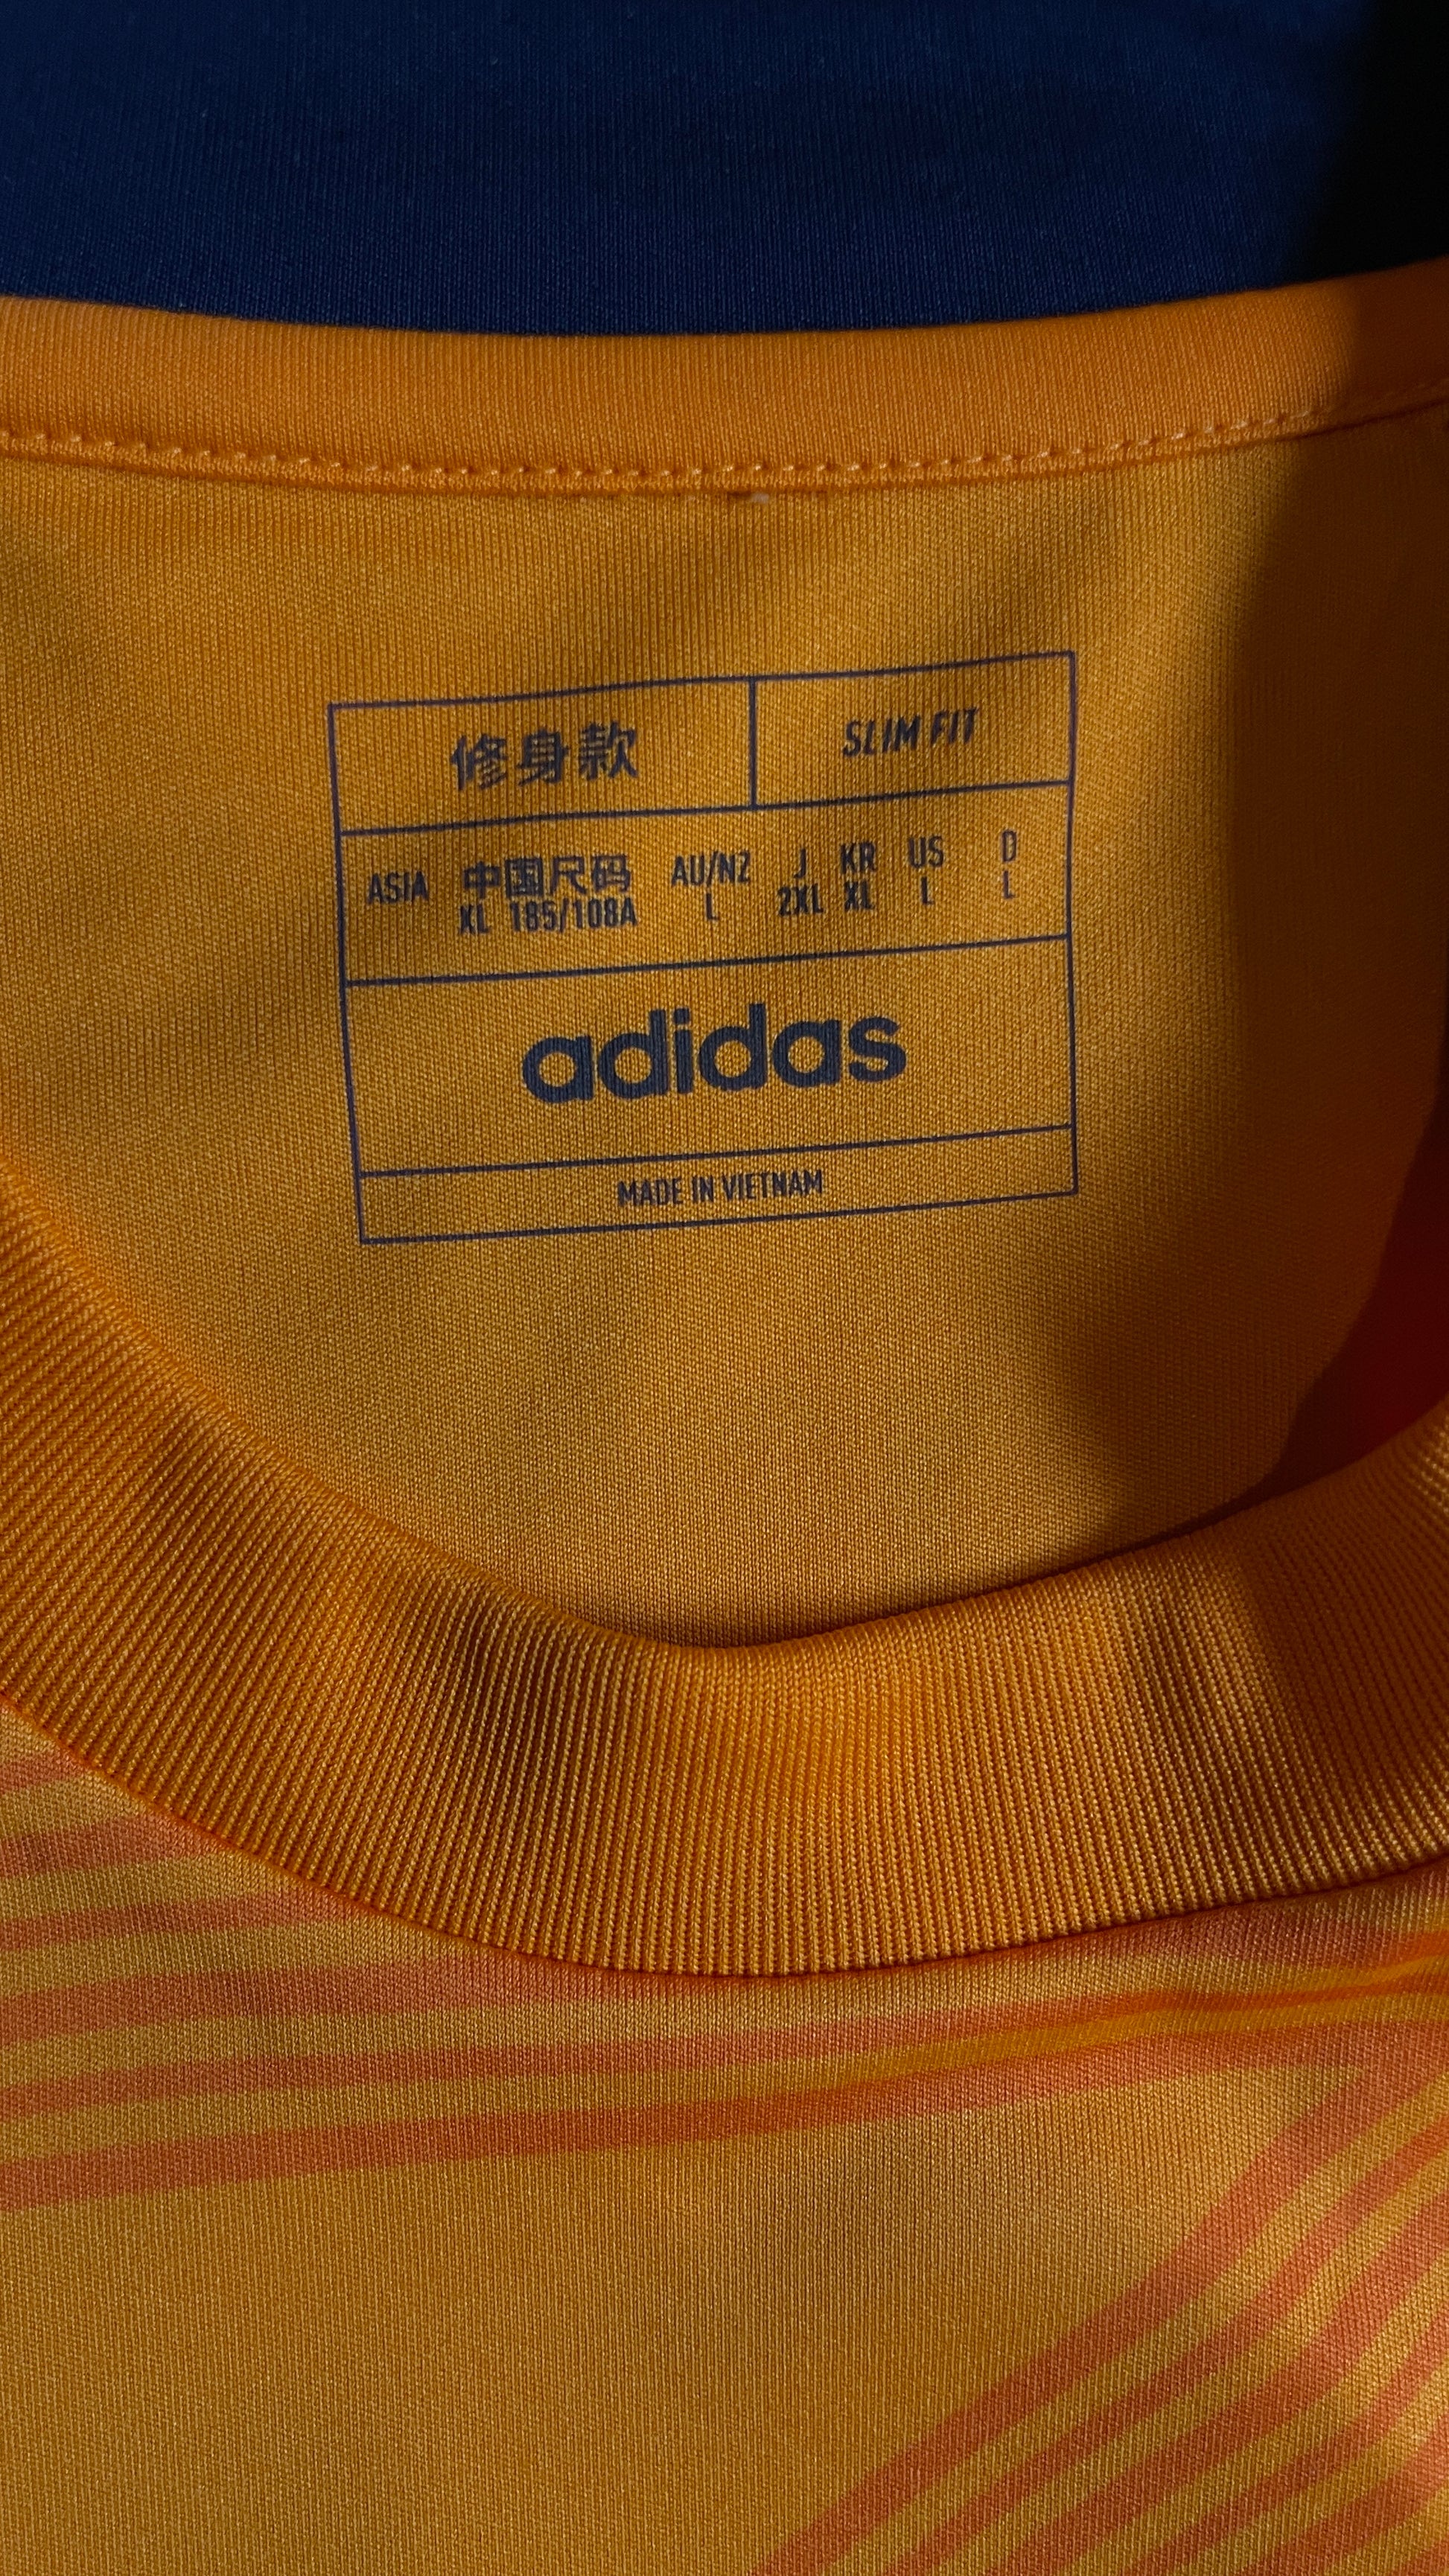 修身款 SLIM FIT
ASIA 中国尺码 AU/NZ J KR US D
XL 185/108A L 2XL XL L L
adidas
MADE IN VIETNAM